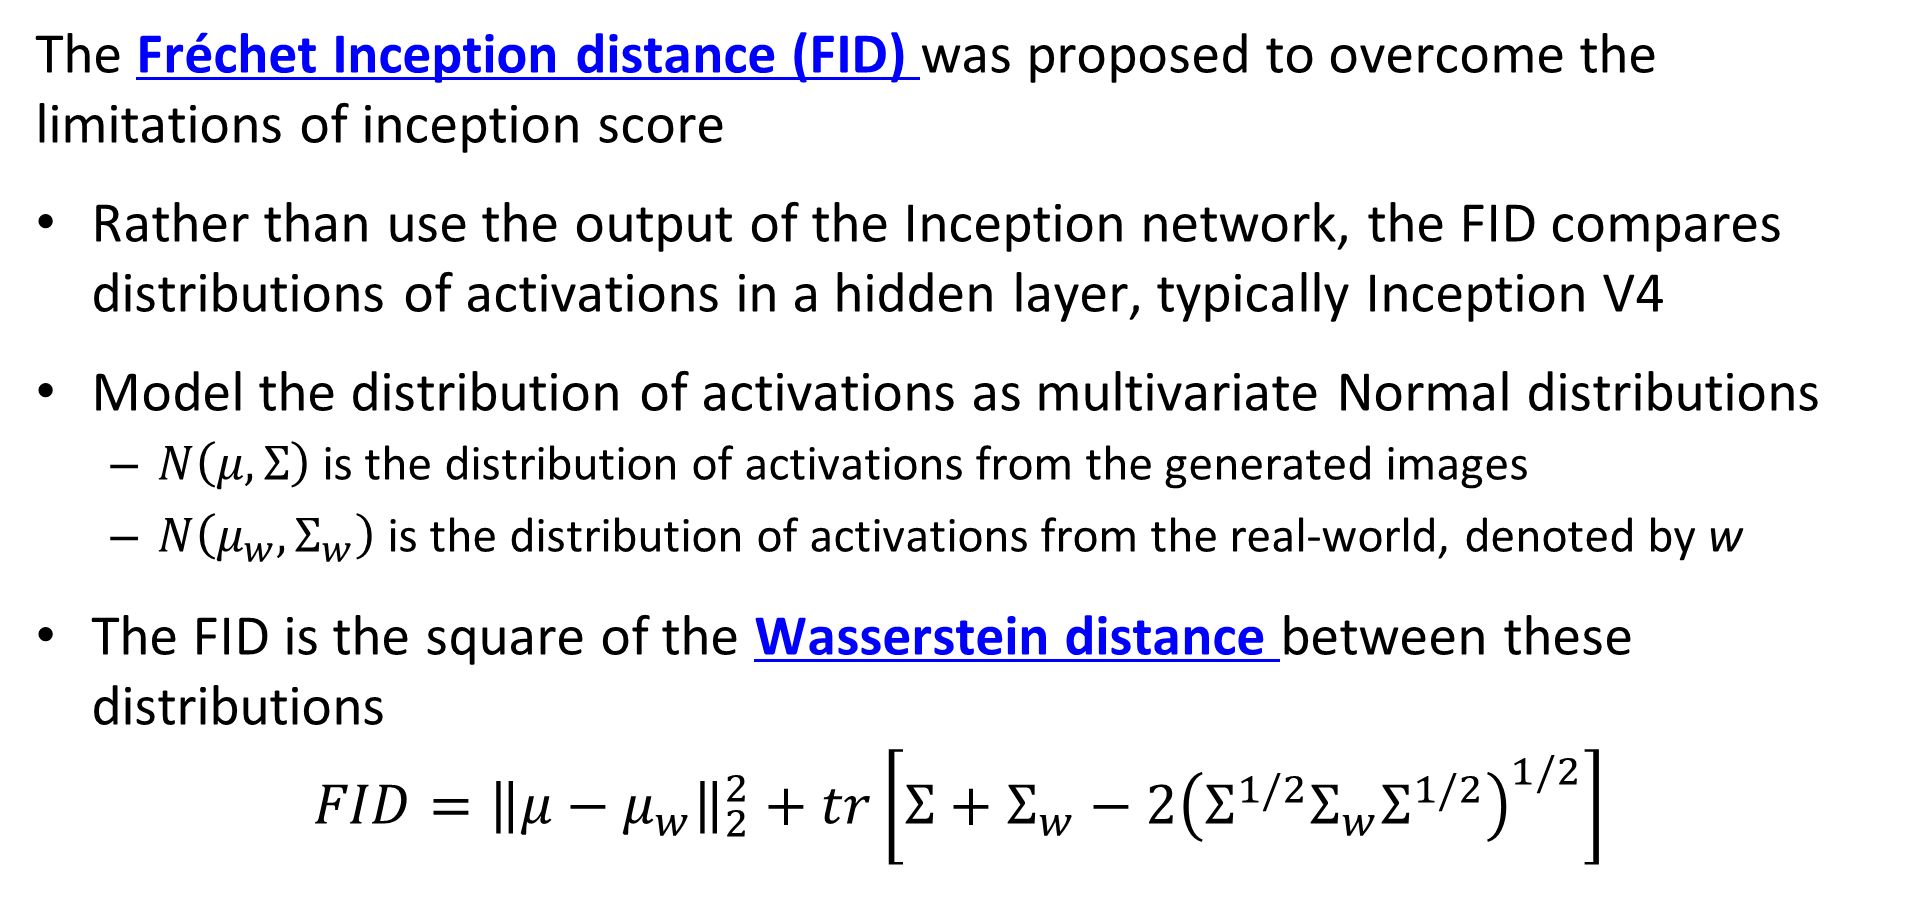 The Fréchet Inception distance (FID) was proposed to overcome the
limitations of inception score
• Rather than use the output of the Inception network, the FID compares
distributions of activations in a hidden layer, typically Inception V4
• Model the distribution of activations as multivariate Normal distributions
– N(μ, Σ) is the distribution of activations from the generated images
– N(μ_w, Σ_w) is the distribution of activations from the real-world, denoted by w
• The FID is the square of the Wasserstein distance between these
distributions
FID = ‖μ − μ_w‖₂² + tr[Σ + Σ_w − 2(Σ^{1/2}Σ_wΣ^{1/2})^{1/2}]